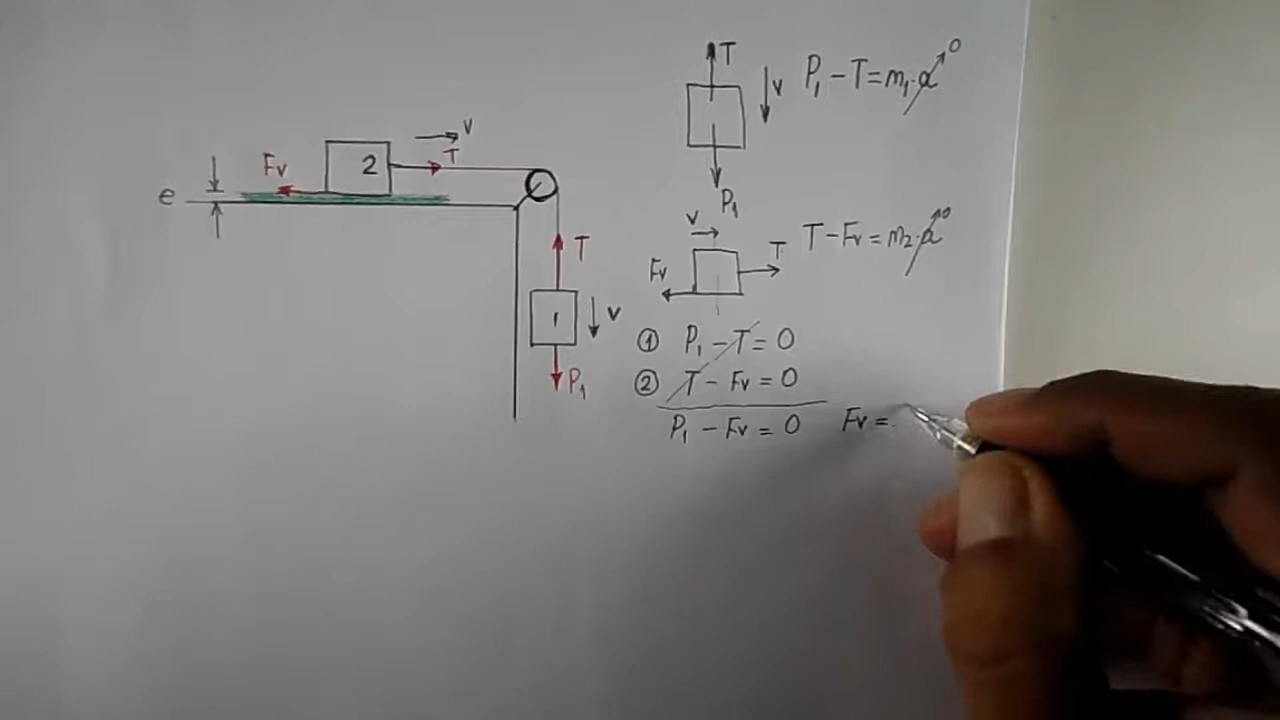 V
Fv
2
T
e
T
1
V
P₁
T
V
P₁ - T = m₁·a 0
P₁
V
Fv
T
T - Fv = m₂·a 0
① P₁ - T = 0
② T - Fv = 0
P₁ - Fv = 0 Fv =